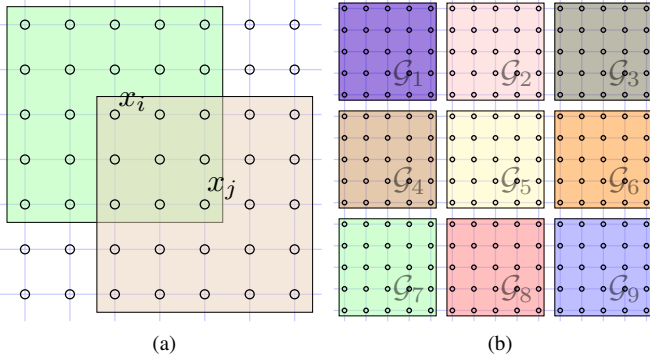 x_i
x_j
(a)
𝒢_1 𝒢_2 𝒢_3
𝒢_4 𝒢_5 𝒢_6
𝒢_7 𝒢_8 𝒢_9
(b)